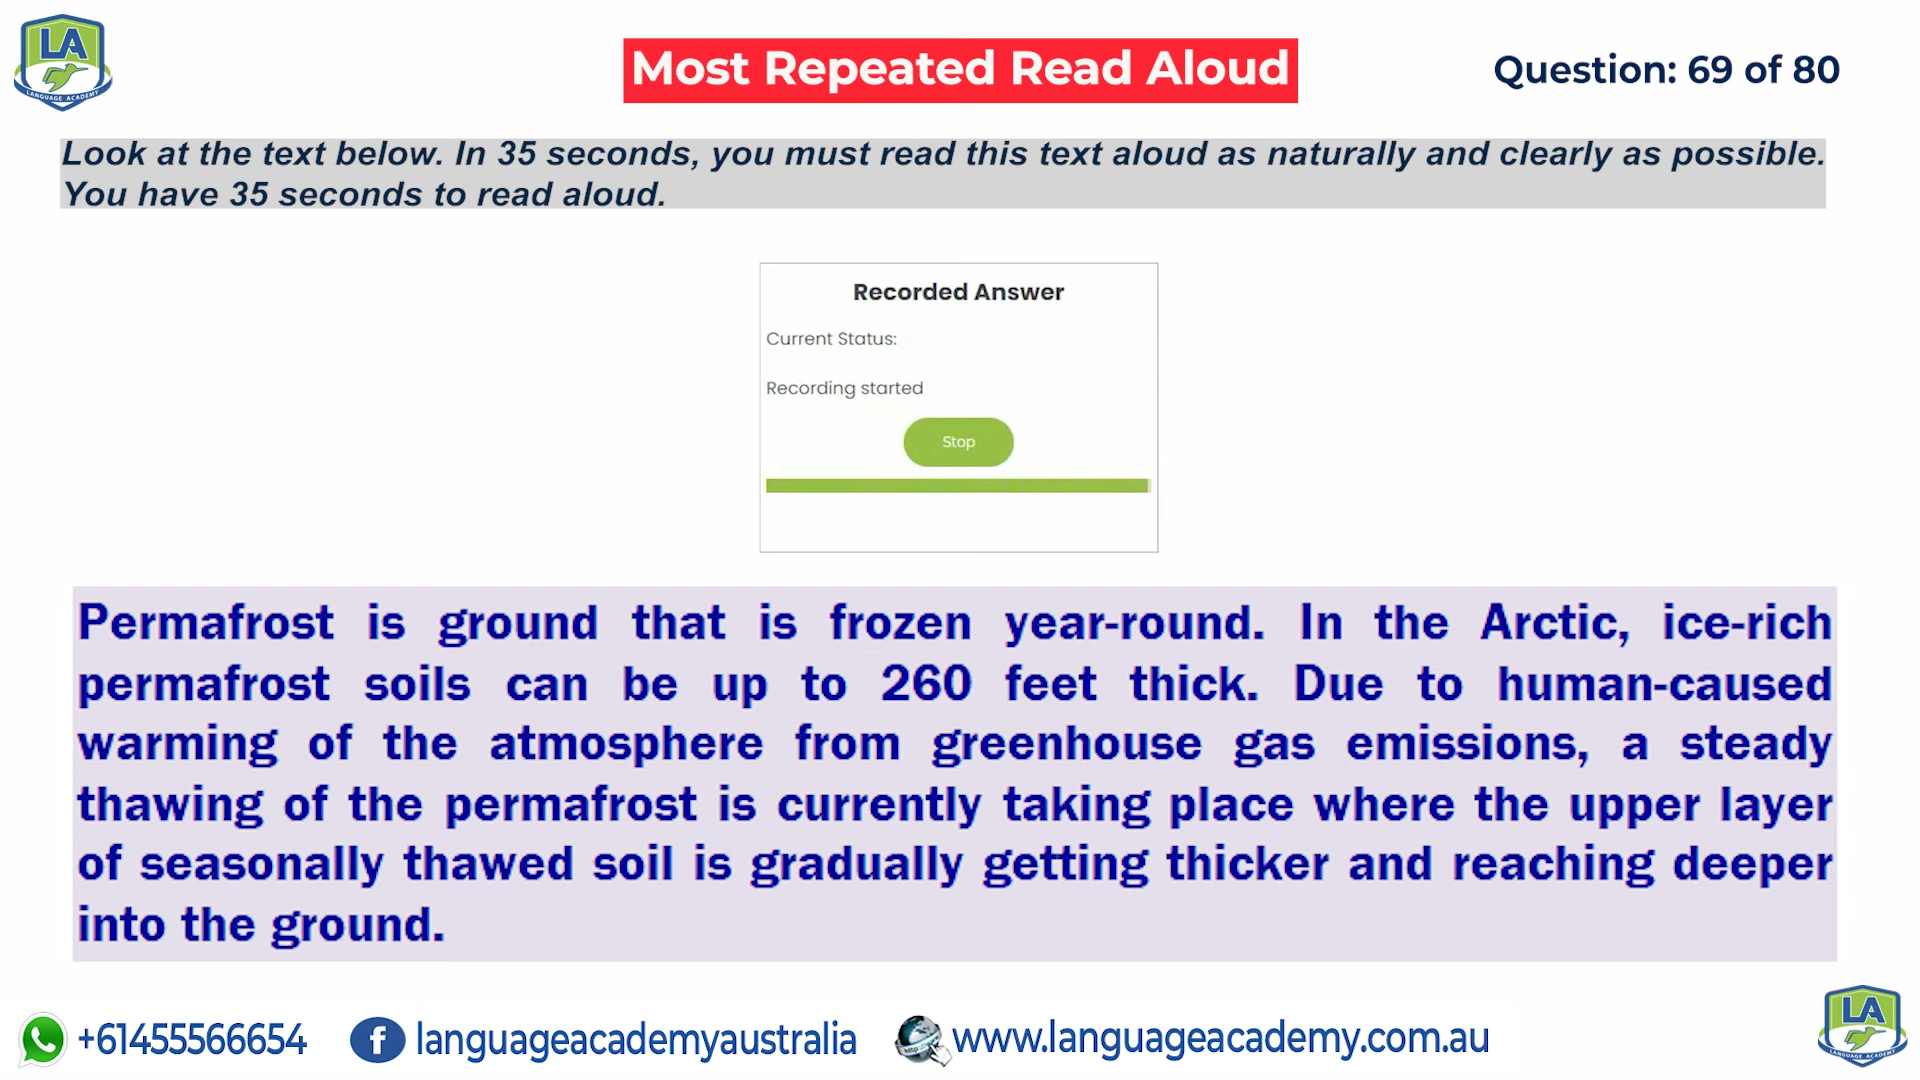 LA
LANGUAGE ACADEMY
Most Repeated Read Aloud
Question: 69 of 80
Look at the text below. In 35 seconds, you must read this text aloud as naturally and clearly as possible.
You have 35 seconds to read aloud.
Recorded Answer
Current Status:
Recording started
Stop
Permafrost is ground that is frozen year-round. In the Arctic, ice-rich
permafrost soils can be up to 260 feet thick. Due to human-caused
warming of the atmosphere from greenhouse gas emissions, a steady
thawing of the permafrost is currently taking place where the upper layer
of seasonally thawed soil is gradually getting thicker and reaching deeper
into the ground.
+61455566654
f languageacademyaustralia
http
www.languageacademy.com.au
LA
LANGUAGE ACADEMY